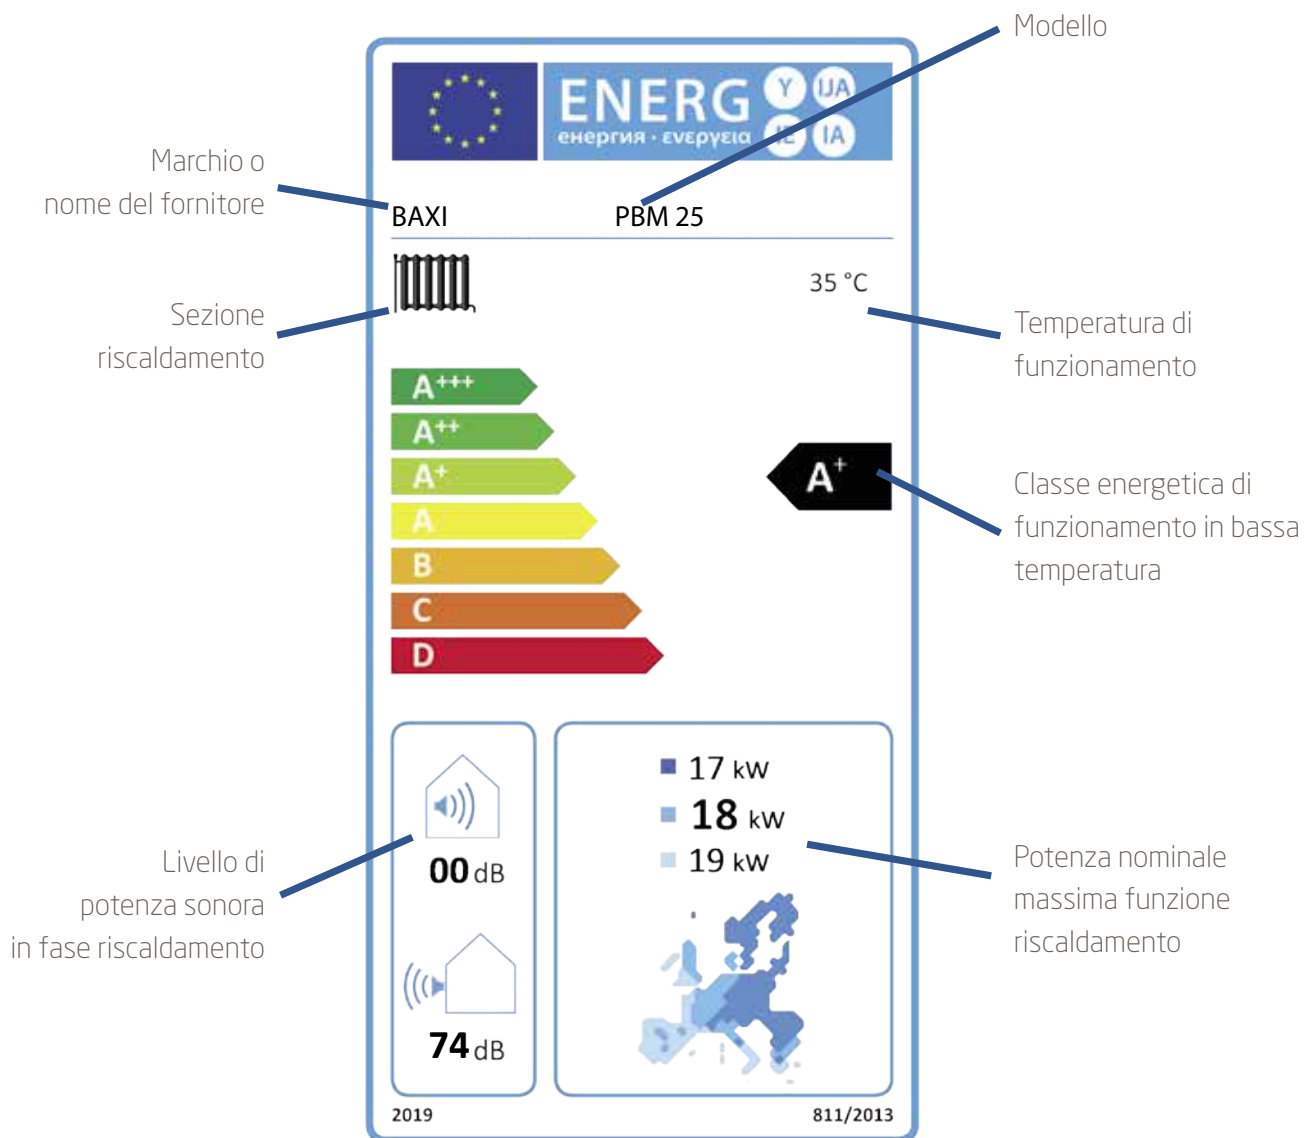 Modello
ENERG
Y IJA
IE IA
енергия · ενεργεια
Marchio o
nome del fornitore
BAXI PBM 25
35 °C
Sezione
riscaldamento
Temperatura di
funzionamento
A+++
A++
A+
A
B
C
D
A+
Classe energetica di
funzionamento in bassa
temperatura
17 kW
18 kW
19 kW
00 dB
Livello di
potenza sonora
in fase riscaldamento
Potenza nominale
massima funzione
riscaldamento
74 dB
2019
811/2013